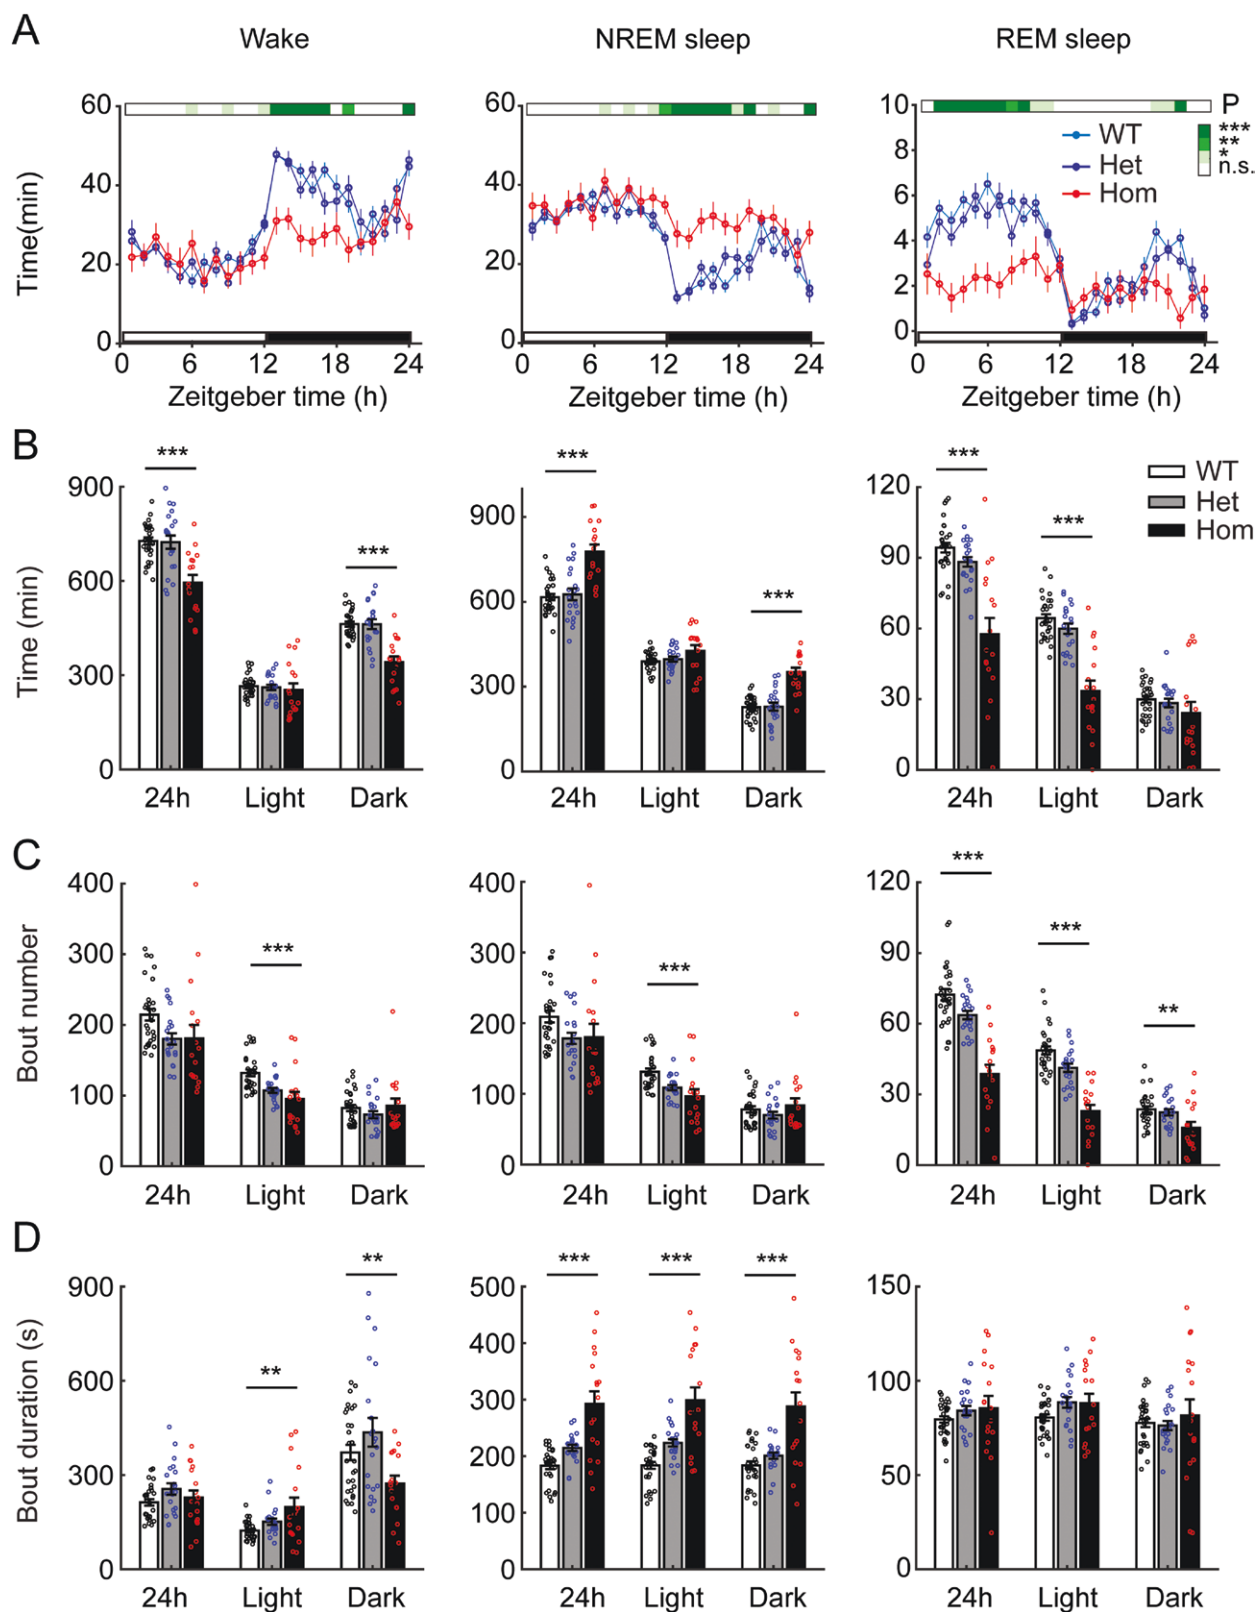 A
Wake
NREM sleep
REM sleep
60
40
20
0
Time(min)
0 6 12 18 24
Zeitgeber time (h)
60
40
20
0
0 6 12 18 24
Zeitgeber time (h)
10
8
6
4
2
0
0 6 12 18 24
Zeitgeber time (h)
WT
Het
Hom
P
***
**
*
n.s.
B
Time (min)
900
600
300
0
***
***
24h Light Dark
900
600
300
0
***
***
24h Light Dark
120
90
60
30
0
***
***
24h Light Dark
WT
Het
Hom
C
Bout number
400
300
200
100
0
***
24h Light Dark
400
300
200
100
0
***
24h Light Dark
120
90
60
30
0
***
***
**
24h Light Dark
D
Bout duration (s)
900
600
300
0
**
**
24h Light Dark
500
400
300
200
100
0
***
***
***
24h Light Dark
150
100
50
0
24h Light Dark